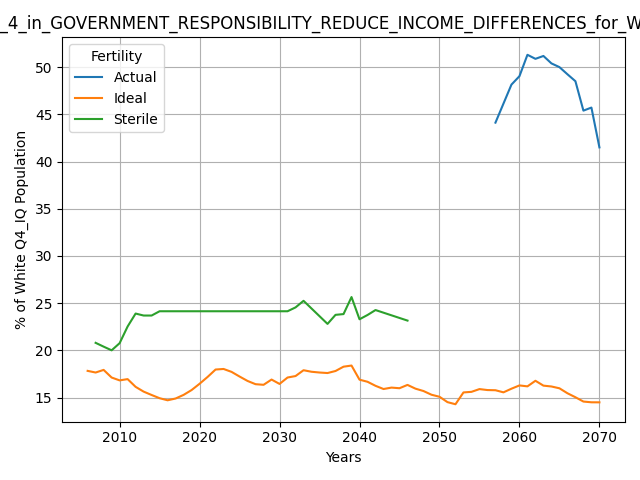 _4_in_GOVERNMENT_RESPONSIBILITY_REDUCE_INCOME_DIFFERENCES_for_W
Fertility
Actual
Ideal
Sterile
% of White Q4_IQ Population
50
45
40
35
30
25
20
15
2010 2020 2030 2040 2050 2060 2070
Years